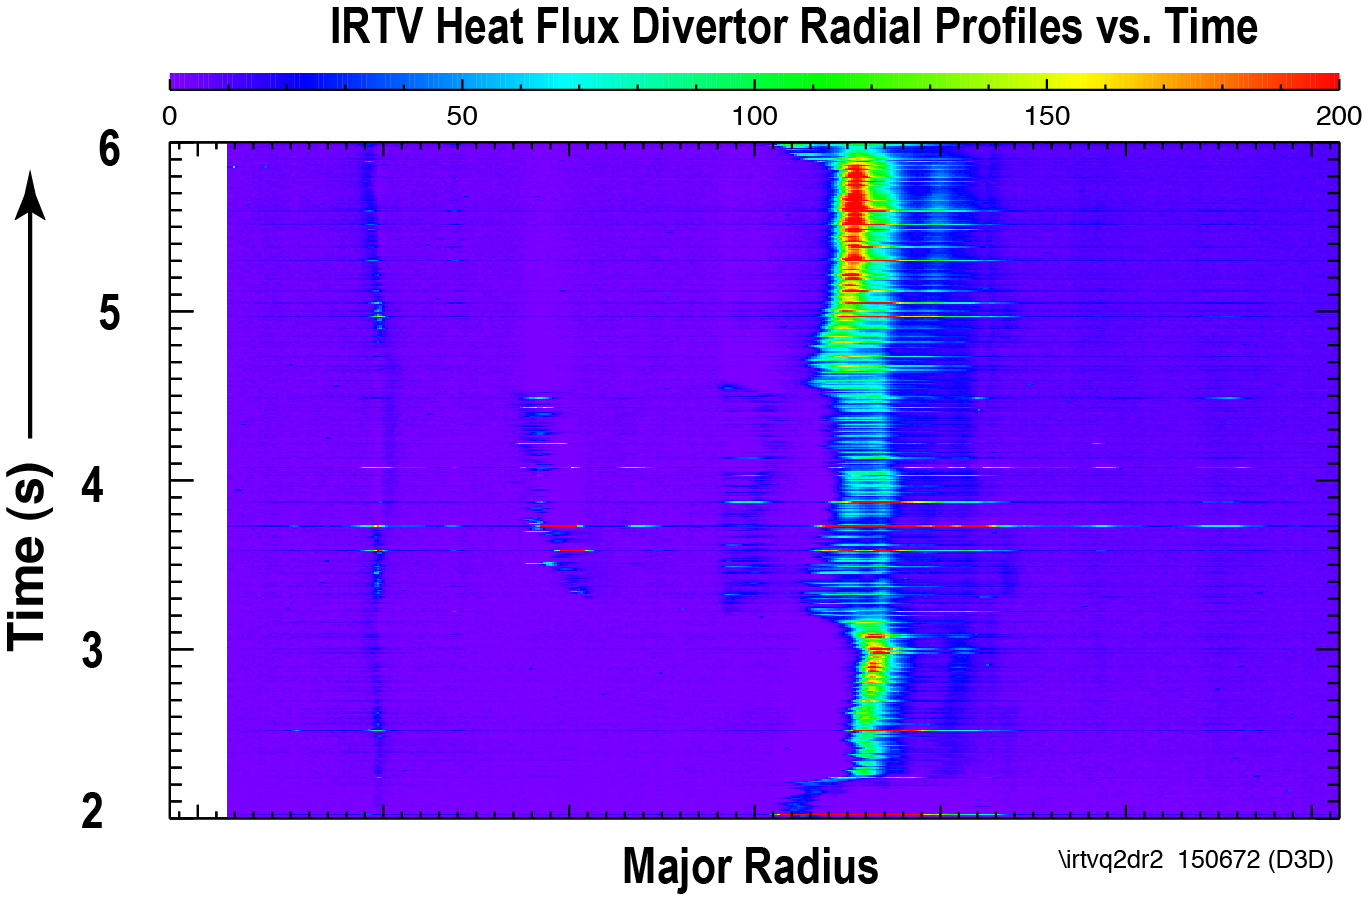 IRTV Heat Flux Divertor Radial Profiles vs. Time
0 50 100 150 200
6
5
4
3
2
Time (s)
Major Radius
\irtvq2dr2 150672 (D3D)